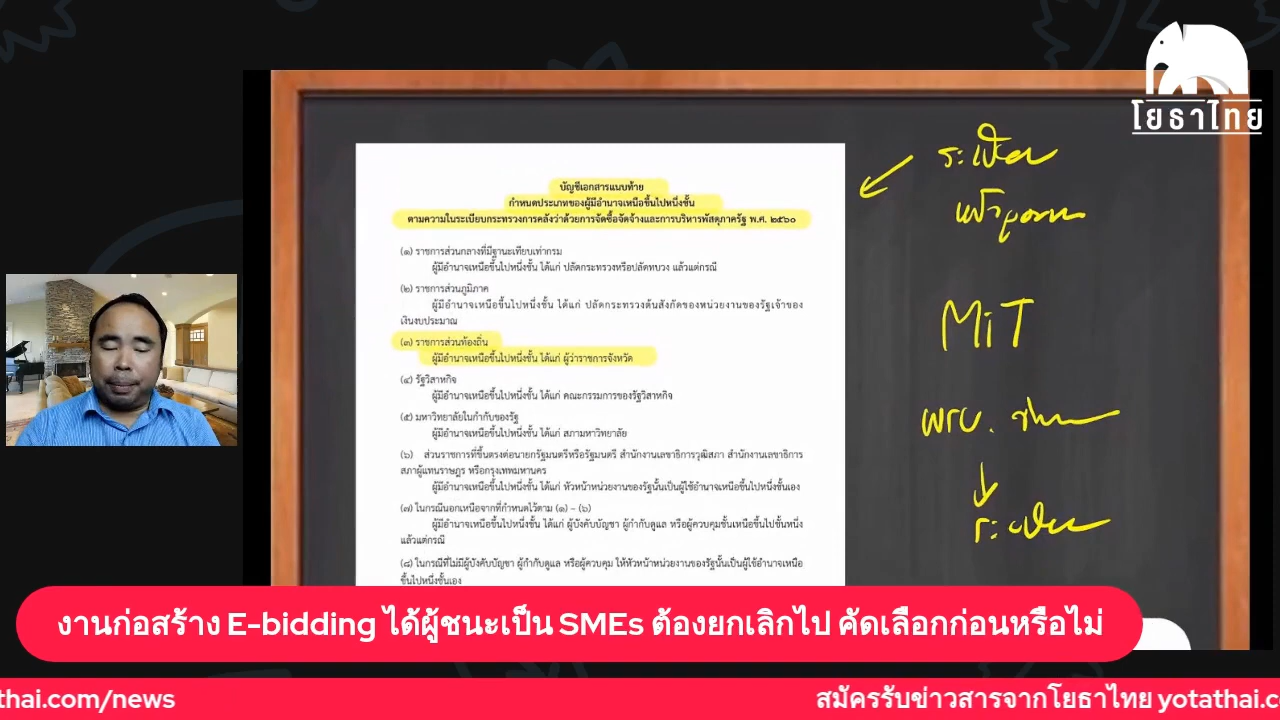 โยธาไทย
บัญชีเอกสารแนบท้าย
กำหนดประเภทของผู้มีอำนาจเหนือขึ้นไปหนึ่งชั้น
ตามความในระเบียบกระทรวงการคลังว่าด้วยการจัดซื้อจัดจ้างและการบริหารพัสดุภาครัฐ พ.ศ. ๒๕๖๐
(๑) ราชการส่วนกลางที่มีฐานะเทียบเท่ากรม
ผู้มีอำนาจเหนือขึ้นไปหนึ่งชั้น ได้แก่ ปลัดกระทรวงหรือปลัดทบวง แล้วแต่กรณี
(๒) ราชการส่วนภูมิภาค
ผู้มีอำนาจเหนือขึ้นไปหนึ่งชั้น ได้แก่ ปลัดกระทรวงต้นสังกัดของหน่วยงานของรัฐเจ้าของ
เงินงบประมาณ
(๓) ราชการส่วนท้องถิ่น
ผู้มีอำนาจเหนือขึ้นไปหนึ่งชั้น ได้แก่ ผู้ว่าราชการจังหวัด
(๔) รัฐวิสาหกิจ
ผู้มีอำนาจเหนือขึ้นไปหนึ่งชั้น ได้แก่ คณะกรรมการของรัฐวิสาหกิจ
(๕) มหาวิทยาลัยในกำกับของรัฐ
ผู้มีอำนาจเหนือขึ้นไปหนึ่งชั้น ได้แก่ สภามหาวิทยาลัย
(๖) ส่วนราชการที่ขึ้นตรงต่อนายกรัฐมนตรีหรือรัฐมนตรี สำนักงานเลขาธิการวุฒิสภา สำนักงานเลขาธิการ
สภาผู้แทนราษฎร หรือกรุงเทพมหานคร
ผู้มีอำนาจเหนือขึ้นไปหนึ่งชั้น ได้แก่ หัวหน้าหน่วยงานของรัฐนั้นเป็นผู้ใช้อำนาจเหนือขึ้นไปหนึ่งชั้นเอง
(๗) ในกรณีนอกเหนือจากที่กำหนดไว้ตาม (๑) – (๖)
ผู้มีอำนาจเหนือขึ้นไปหนึ่งชั้น ได้แก่ ผู้บังคับบัญชา ผู้กำกับดูแล หรือผู้ควบคุมชั้นเหนือขึ้นไปชั้นหนึ่ง
แล้วแต่กรณี
(๘) ในกรณีที่ไม่มีผู้บังคับบัญชา ผู้กำกับดูแล หรือผู้ควบคุม ให้หัวหน้าหน่วยงานของรัฐนั้นเป็นผู้ใช้อำนาจเหนือ
ขึ้นไปหนึ่งชั้นเอง
MiT
พรบ.
งานก่อสร้าง E-bidding ได้ผู้ชนะเป็น SMEs ต้องยกเลิกไป คัดเลือกก่อนหรือไม่
thai.com/news
สมัครรับข่าวสารจากโยธาไทย yotathai.c